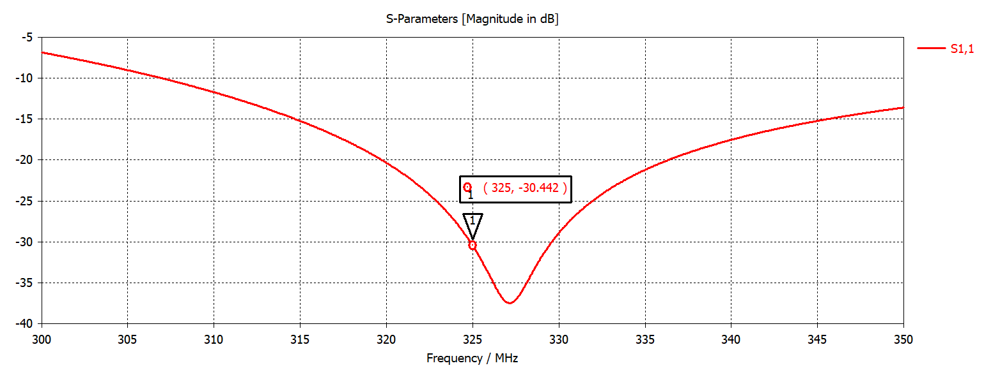 S-Parameters [Magnitude in dB]
S1,1
-5
-10
-15
-20
-25
-30
-35
-40
1 ( 325, -30.442 )
1
300 305 310 315 320 325 330 335 340 345 350
Frequency / MHz